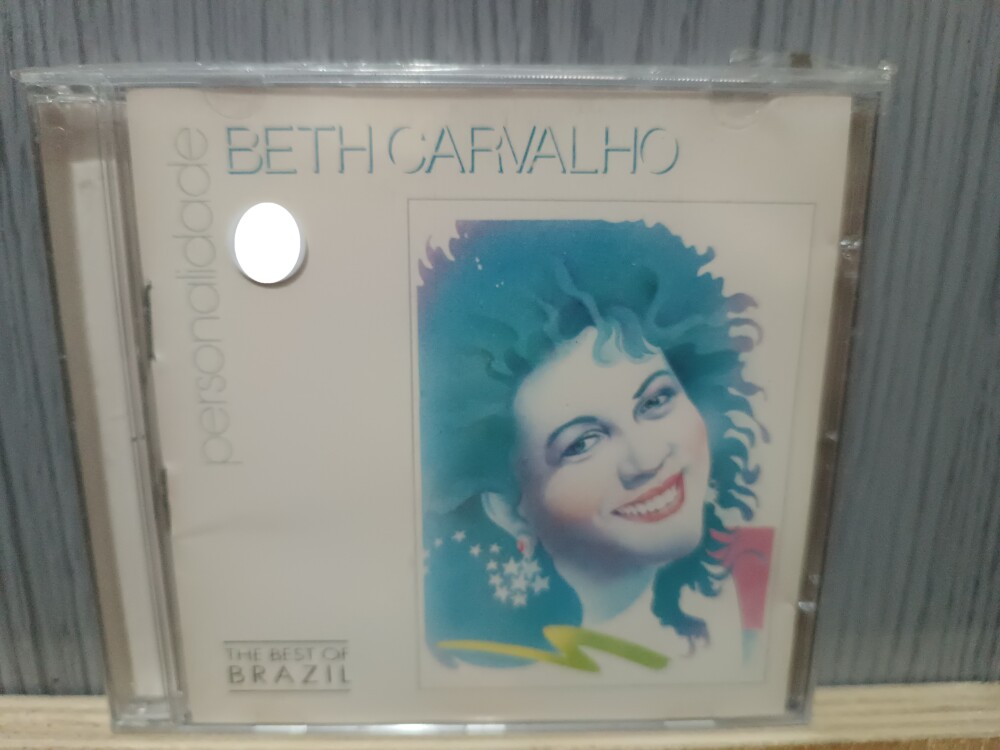 BETH CARVALHO
personalidade
THE BEST OF
BRAZIL